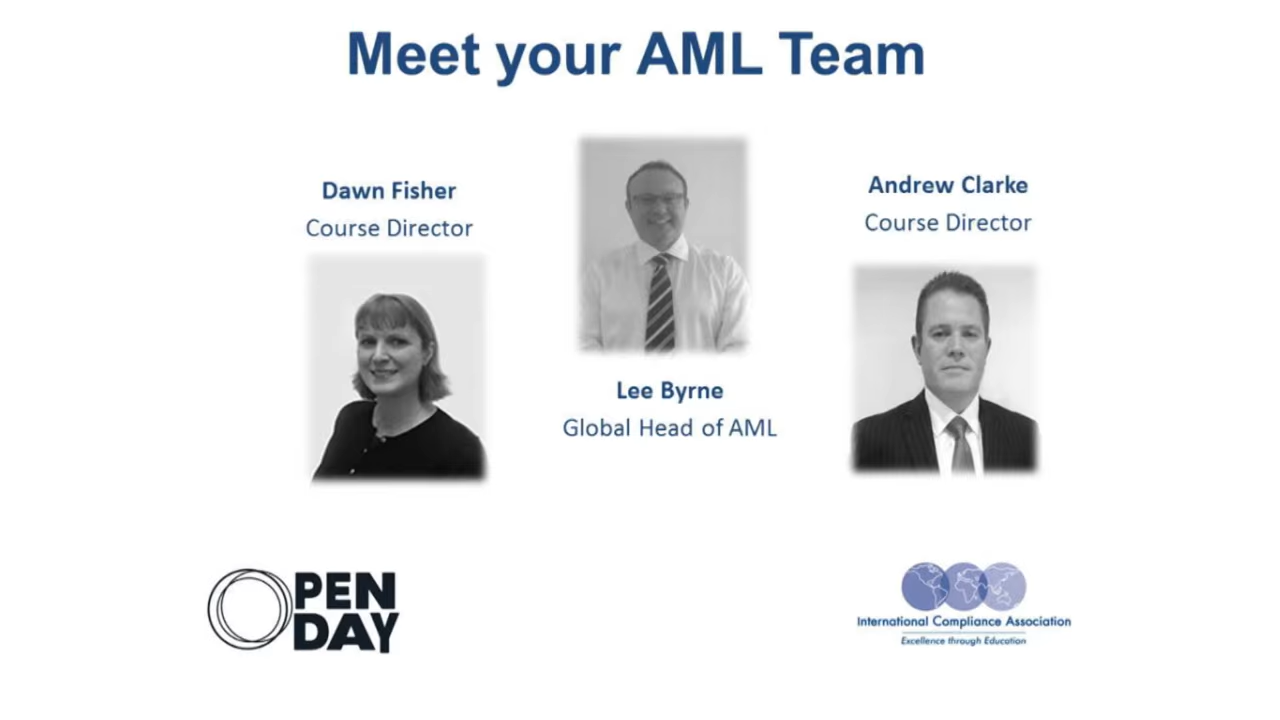 Meet your AML Team
Dawn Fisher
Course Director
Lee Byrne
Global Head of AML
Andrew Clarke
Course Director
OPEN
DAY
International Compliance Association
Excellence through Education